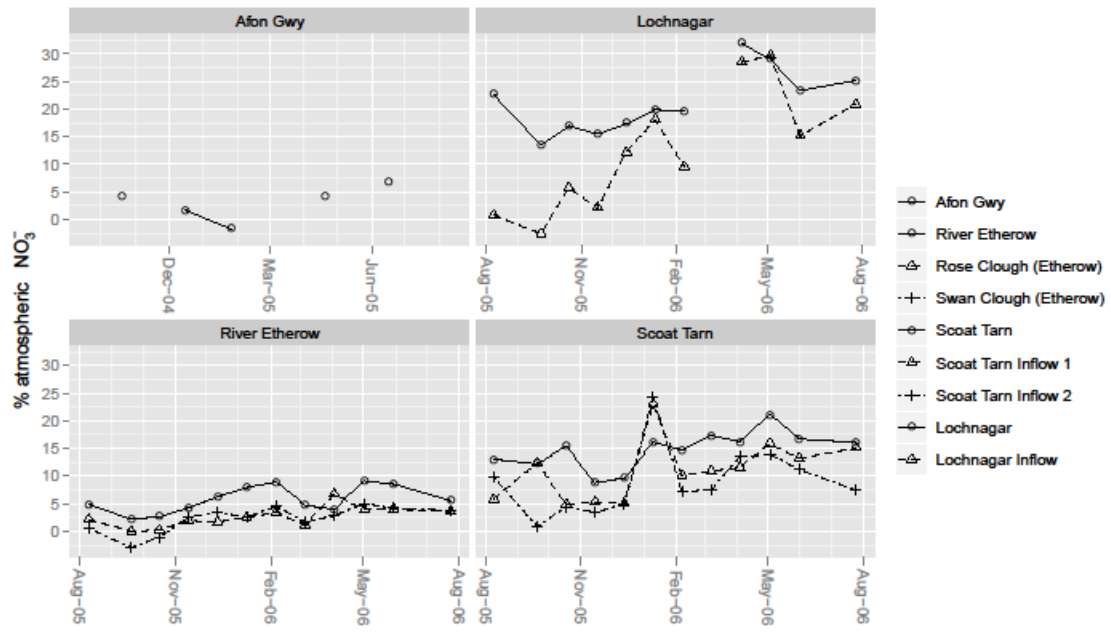 Afon Gwy
Lochnagar
30
25
20
15
10
5
0
Dec-04
Mar-05
Jun-05
Aug-05
Nov-05
Feb-06
May-06
Aug-06
% atmospheric NO₃⁻
River Etherow
Scoat Tarn
30
25
20
15
10
5
0
Aug-05
Nov-05
Feb-06
May-06
Aug-06
Aug-05
Nov-05
Feb-06
May-06
Aug-06
Afon Gwy
River Etherow
Rose Clough (Etherow)
Swan Clough (Etherow)
Scoat Tarn
Scoat Tarn Inflow 1
Scoat Tarn Inflow 2
Lochnagar
Lochnagar Inflow